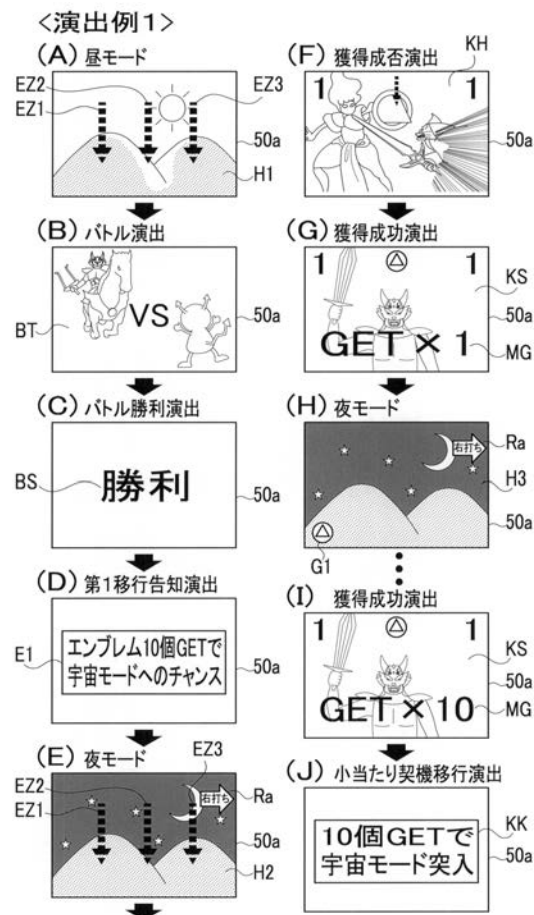 ＜演出例１＞
(A) 昼モード
EZ2
EZ1
EZ3
50a
H1
(B) バトル演出
VS
BT
50a
(C) バトル勝利演出
BS
勝利
50a
(D) 第１移行告知演出
E1
エンブレム10個GETで
宇宙モードへのチャンス
50a
(E) 夜モード
EZ3
EZ2
EZ1
右打ち
Ra
50a
H2
(F) 獲得成否演出
KH
1
1
50a
(G) 獲得成功演出
1
1
KS
50a
GET × 1
MG
(H) 夜モード
右打ち
Ra
H3
50a
G1
(I) 獲得成功演出
1
1
KS
50a
GET × 10
MG
(J) 小当たり契機移行演出
10個GETで
宇宙モード突入
KK
50a